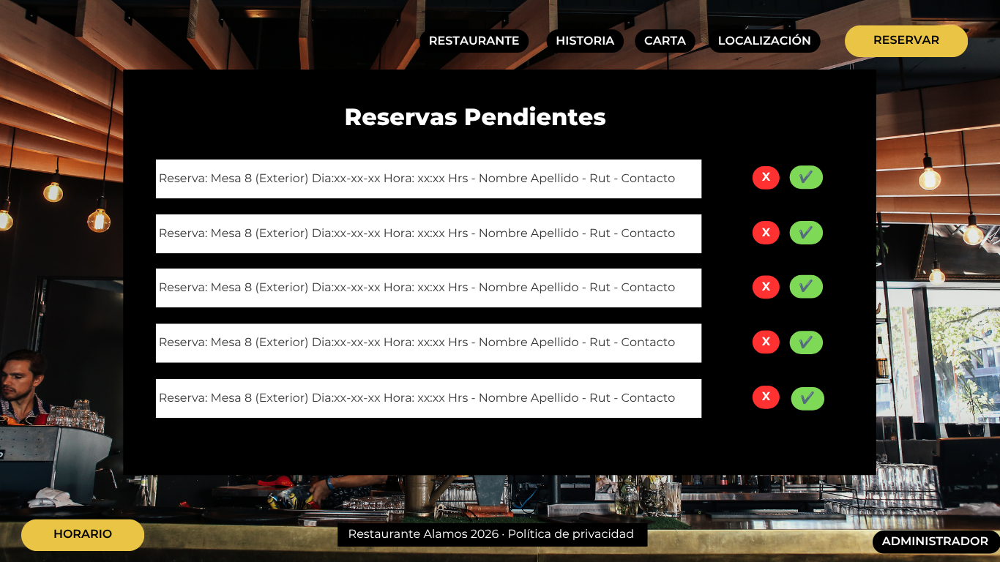 RESTAURANTE
HISTORIA
CARTA
LOCALIZACIÓN
RESERVAR
Reservas Pendientes
Reserva: Mesa 8 (Exterior) Dia:xx-xx-xx Hora: xx:xx Hrs - Nombre Apellido - Rut - Contacto
X ✔
Reserva: Mesa 8 (Exterior) Dia:xx-xx-xx Hora: xx:xx Hrs - Nombre Apellido - Rut - Contacto
X ✔
Reserva: Mesa 8 (Exterior) Dia:xx-xx-xx Hora: xx:xx Hrs - Nombre Apellido - Rut - Contacto
X ✔
Reserva: Mesa 8 (Exterior) Dia:xx-xx-xx Hora: xx:xx Hrs - Nombre Apellido - Rut - Contacto
X ✔
Reserva: Mesa 8 (Exterior) Dia:xx-xx-xx Hora: xx:xx Hrs - Nombre Apellido - Rut - Contacto
X ✔
HORARIO
Restaurante Alamos 2026 · Política de privacidad
ADMINISTRADOR